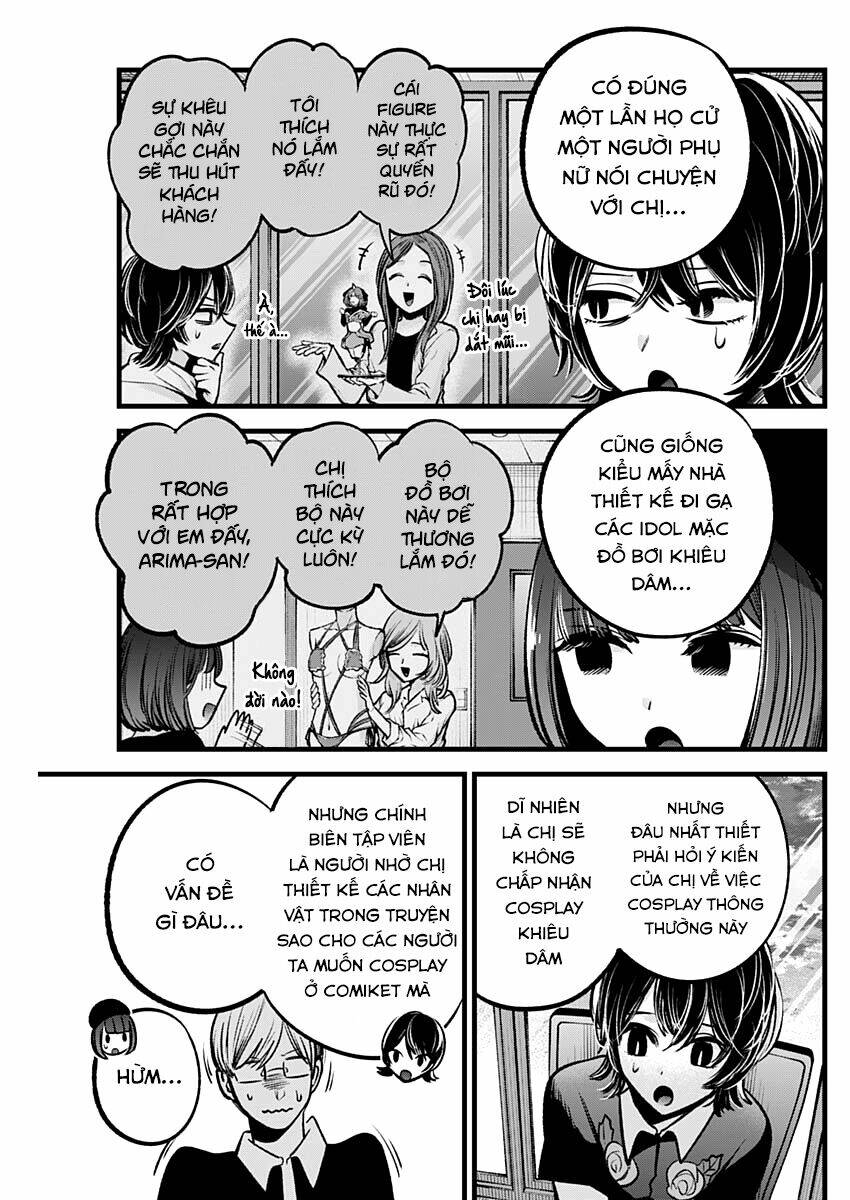 CÓ ĐÚNG
MỘT LẦN HỌ CỬ
MỘT NGƯỜI PHỤ
NỮ NÓI CHUYỆN
VỚI CHỊ...
CÁI
FIGURE
NÀY THỰC
SỰ RẤT
QUYẾN
RŨ ĐÓ!
TÔI
THÍCH
NÓ LẮM
ĐẤY!
SỰ KHÊU
GỢI NÀY
CHẮC CHẮN
SẼ THU HÚT
KHÁCH
HÀNG!
Đôi lúc
chị hay bị
dắt mũi...
À,
thế à...
CŨNG GIỐNG
KIỂU MẤY NHÀ
THIẾT KẾ ĐI GẠ
CÁC IDOL MẶC
ĐỒ BƠI KHIÊU
DÂM...
BỘ
ĐỒ BƠI
NÀY DỄ
THƯƠNG
LẮM ĐÓ!
CHỊ
THÍCH
BỘ NÀY
CỰC KỲ
LUÔN!
TRONG
RẤT HỢP
VỚI EM ĐẤY,
ARIMA-SAN!
Không
đời nào!
NHƯNG
ĐÂU NHẤT THIẾT
PHẢI HỎI Ý KIẾN
CỦA CHỊ VỀ VIỆC
COSPLAY THÔNG
THƯỜNG NÀY
DĨ NHIÊN
LÀ CHỊ SẼ
KHÔNG
CHẤP NHẬN
COSPLAY
KHIÊU
DÂM
NHƯNG CHÍNH
BIÊN TẬP VIÊN
LÀ NGƯỜI NHỜ CHỊ
THIẾT KẾ CÁC NHÂN
VẬT TRONG TRUYỆN
SAO CHO CÁC NGƯỜI
TA MUỐN COSPLAY
Ở COMIKET MÀ
CÓ
VẤN ĐỀ
GÌ ĐÂU...
HỪM...